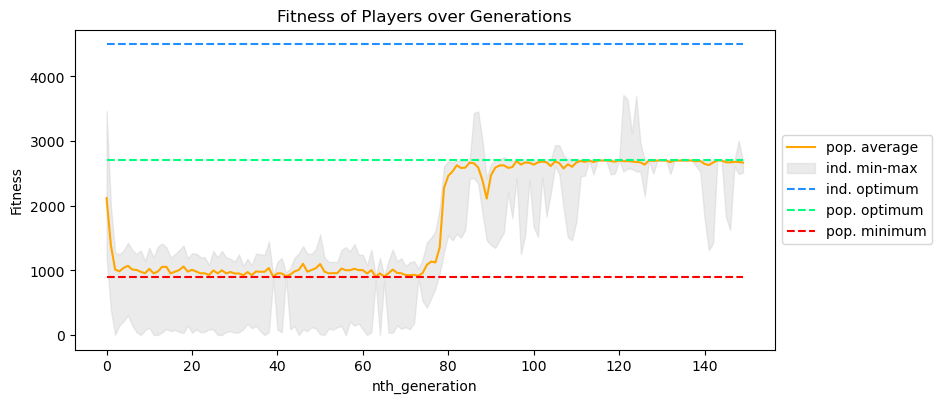 Fitness of Players over Generations
Fitness
4000
3000
2000
1000
0
0 20 40 60 80 100 120 140
nth_generation
pop. average
ind. min-max
ind. optimum
pop. optimum
pop. minimum